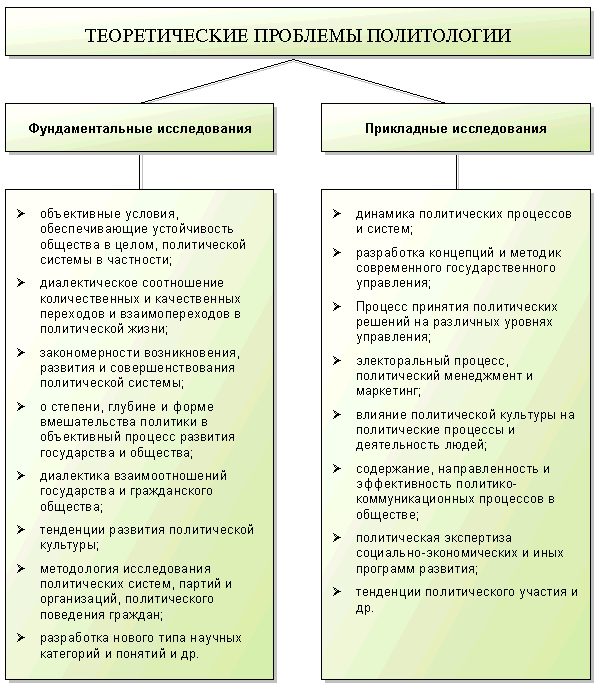 ТЕОРЕТИЧЕСКИЕ ПРОБЛЕМЫ ПОЛИТОЛОГИИ
Фундаментальные исследования
объективные условия,
обеспечивающие устойчивость
общества в целом, политической
системы в частности;
диалектическое соотношение
количественных и качественных
переходов и взаимопереходов в
политической жизни;
закономерности возникновения,
развития и совершенствования
политической системы;
о степени, глубине и форме
вмешательства политики в
объективный процесс развития
государства и общества;
диалектика взаимоотношений
государства и гражданского
общества;
тенденции развития политической
культуры;
методология исследования
политических систем, партий и
организаций, политического
поведения граждан;
разработка нового типа научных
категорий и понятий и др.
Прикладные исследования
динамика политических процессов
и систем;
разработка концепций и методик
современного государственного
управления;
Процесс принятия политических
решений на различных уровнях
управления;
электоральный процесс,
политический менеджмент и
маркетинг;
влияние политической культуры на
политические процессы и
деятельность людей;
содержание, направленность и
эффективность политико-
коммуникационных процессов в
обществе;
политическая экспертиза
социально-экономических и иных
программ развития;
тенденции политического участия и
др.